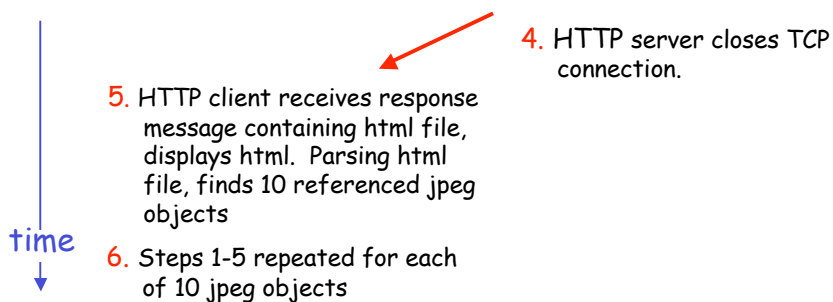 4. HTTP server closes TCP
connection.
5. HTTP client receives response
message containing html file,
displays html. Parsing html
file, finds 10 referenced jpeg
objects
time
6. Steps 1-5 repeated for each
of 10 jpeg objects